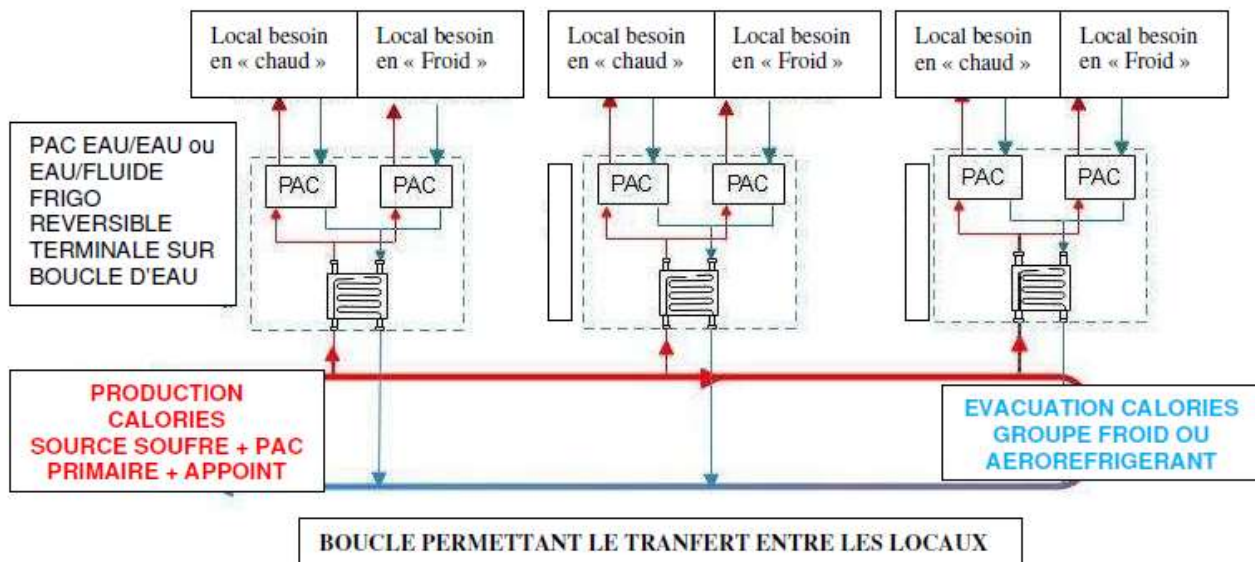 Local besoin
en « chaud »
Local besoin
en « Froid »
Local besoin
en « chaud »
Local besoin
en « Froid »
Local besoin
en « chaud »
Local besoin
en « Froid »
PAC EAU/EAU ou
EAU/FLUIDE
FRIGO
REVERSIBLE
TERMINALE SUR
BOUCLE D'EAU
PAC
PAC
PAC
PAC
PAC
PAC
PRODUCTION
CALORIES
SOURCE SOUFRE + PAC
PRIMAIRE + APPOINT
EVACUATION CALORIES
GROUPE FROID OU
AEROREFRIGERANT
BOUCLE PERMETTANT LE TRANFERT ENTRE LES LOCAUX